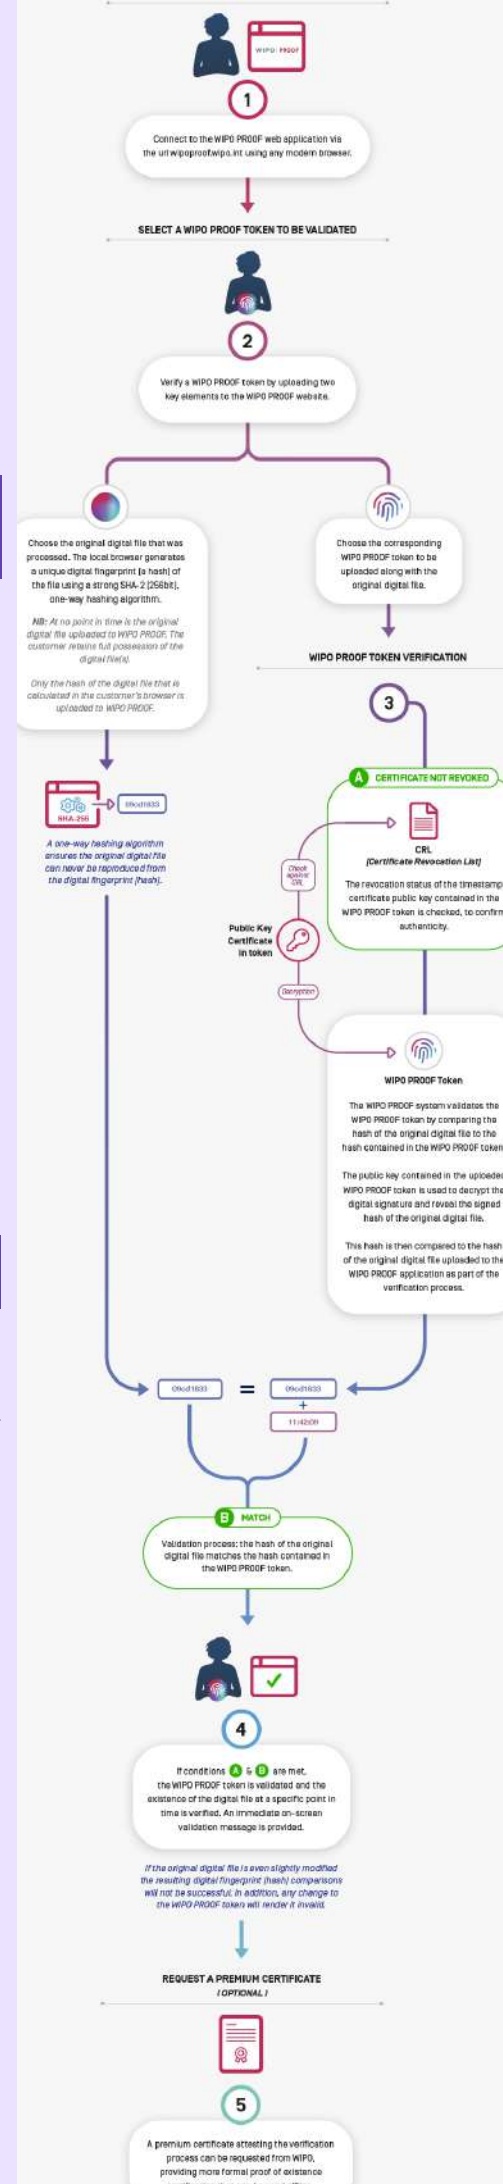 WIPO PROOF
1
Connect to the WIPO PROOF web application via
the url wipoproof.wipo.int using any modern browser.
SELECT A WIPO PROOF TOKEN TO BE VALIDATED
2
Verify a WIPO PROOF token by uploading two
key elements to the WIPO PROOF website.
Choose the original digital file that was
processed. The local browser generates
a unique digital fingerprint (a hash) of
the file using a strong SHA-2 (256bit),
one-way hashing algorithm.
NB: At no point in time is the original
digital file uploaded to WIPO PROOF. The
customer retains full possession of the
digital file(s).
Only the hash of the digital file that is
calculated in the customer's browser is
uploaded to WIPO PROOF.
SHA-256
09cd1833
A one-way hashing algorithm
ensures the original digital file
can never be reproduced from
the digital fingerprint (hash).
Choose the corresponding
WIPO PROOF token to be
uploaded along with the
original digital file.
WIPO PROOF TOKEN VERIFICATION
3
A CERTIFICATE NOT REVOKED
CRL
(Certificate Revocation List)
The revocation status of the timestamp
certificate public key contained in the
WIPO PROOF token is checked, to confirm
authenticity.
Check
against
CRL
Public Key
Certificate
in token
Decryption
WIPO PROOF Token
The WIPO PROOF system validates the
WIPO PROOF token by comparing the
hash of the original digital file to the
hash contained in the WIPO PROOF token
The public key contained in the uploaded
WIPO PROOF token is used to decrypt the
digital signature and reveal the signed
hash of the original digital file.
This hash is then compared to the hash
of the original digital file uploaded to the
WIPO PROOF application as part of the
verification process.
09cd1833 = 09cd1833
+
11:42:09
B MATCH
Validation process: the hash of the original
digital file matches the hash contained in
the WIPO PROOF token.
4
If conditions A & B are met,
the WIPO PROOF token is validated and the
existence of the digital file at a specific point in
time is verified. An immediate on-screen
validation message is provided.
If the original digital file is even slightly modified
the resulting digital fingerprint (hash) comparisons
will not be successful. In addition, any change to
the WIPO PROOF token will render it invalid.
REQUEST A PREMIUM CERTIFICATE
( OPTIONAL )
5
A premium certificate attesting the verification
process can be requested from WIPO,
providing more formal proof of existence